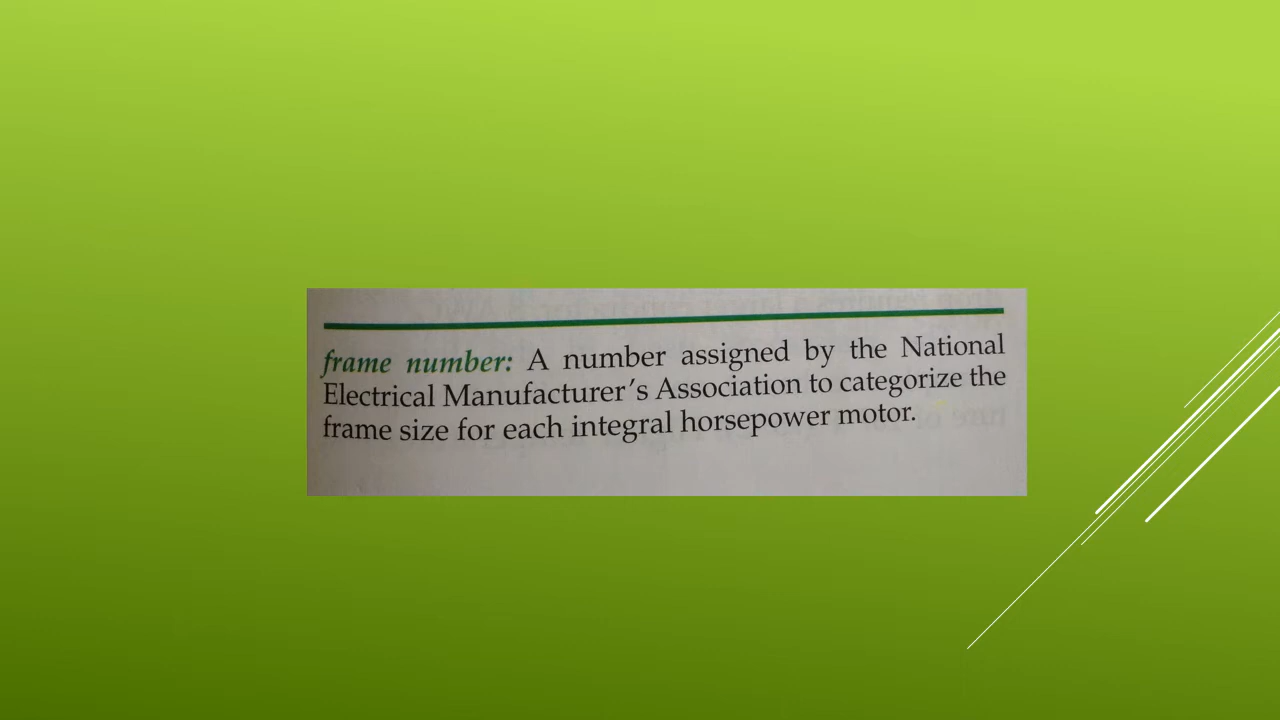 frame number: A number assigned by the National
Electrical Manufacturer's Association to categorize the
frame size for each integral horsepower motor.